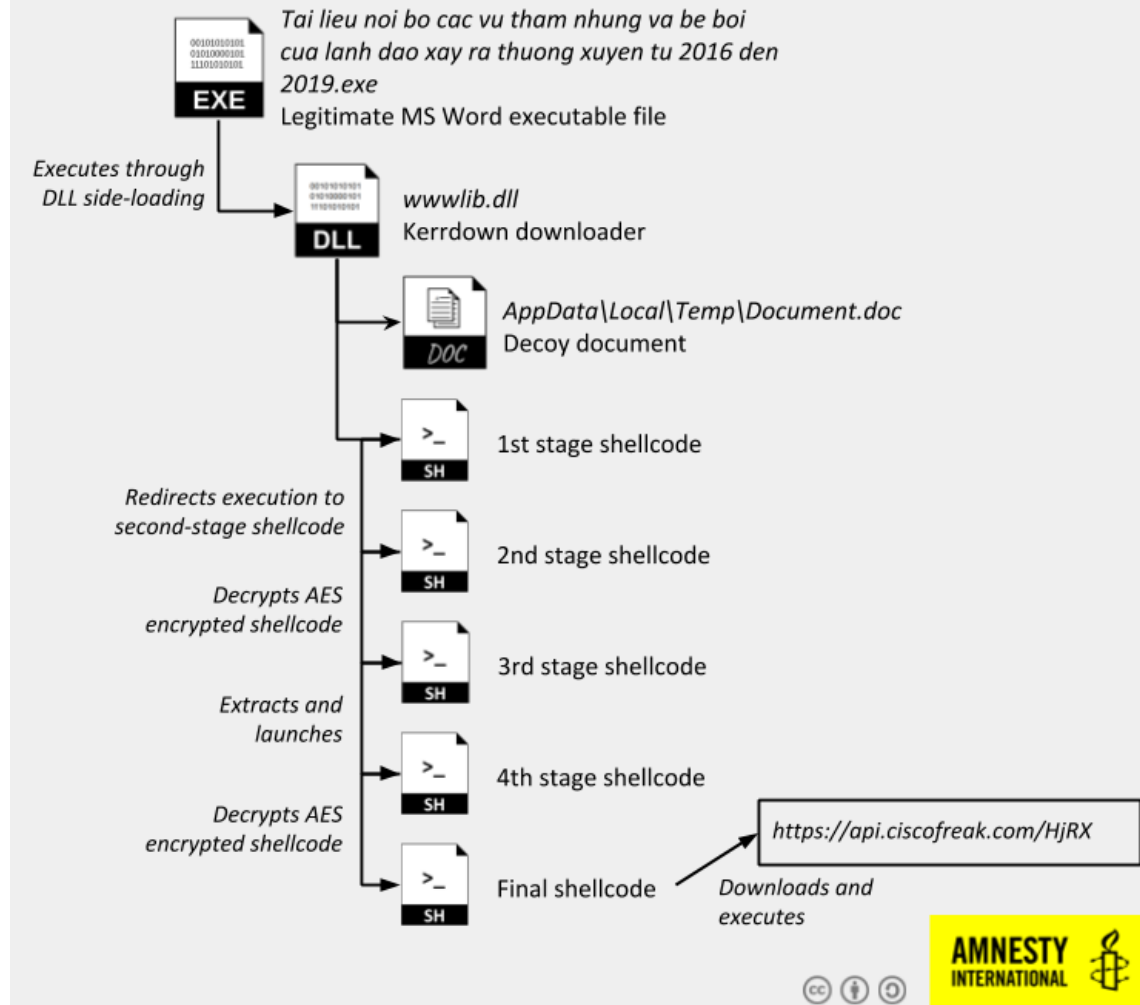 Tai lieu noi bo cac vu tham nhung va be boi
cua lanh dao xay ra thuong xuyen tu 2016 den
2019.exe
Legitimate MS Word executable file
00101010101
01010000101
11101010101
EXE
Executes through
DLL side-loading
00101010101
01010000101
11101010101
DLL
wwwlib.dll
Kerrdown downloader
DOC
AppData\Local\Temp\Document.doc
Decoy document
>_
SH
1st stage shellcode
Redirects execution to
second-stage shellcode
>_
SH
2nd stage shellcode
Decrypts AES
encrypted shellcode
>_
SH
3rd stage shellcode
Extracts and
launches
>_
SH
4th stage shellcode
Decrypts AES
encrypted shellcode
>_
SH
Final shellcode
https://api.ciscofreak.com/HjRX
Downloads and
executes
AMNESTY
INTERNATIONAL
cc